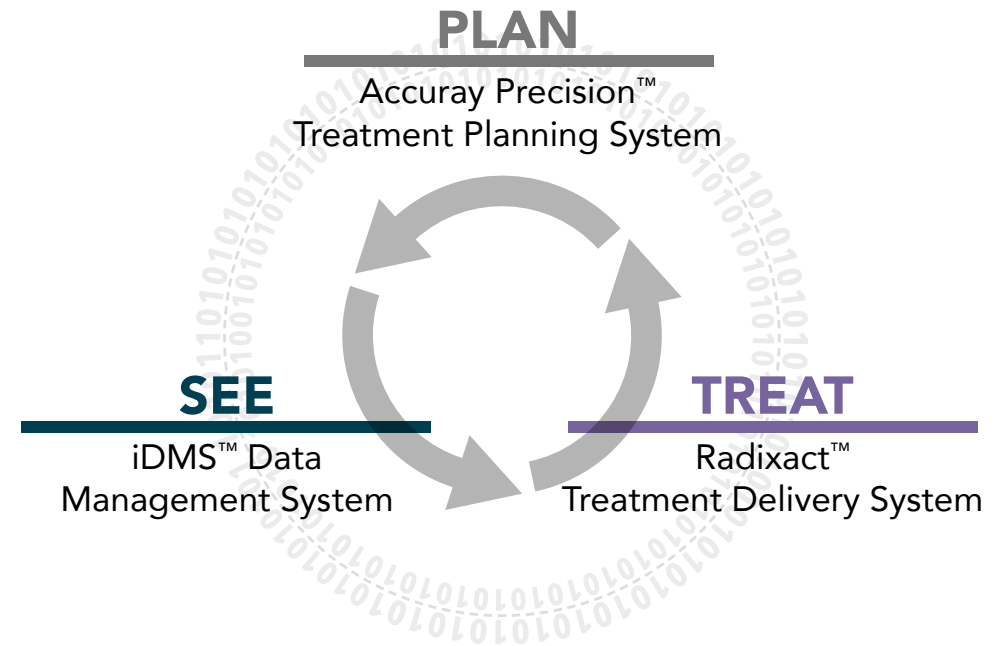 PLAN
Accuray Precision™
Treatment Planning System
SEE
iDMS™ Data
Management System
TREAT
Radixact™
Treatment Delivery System